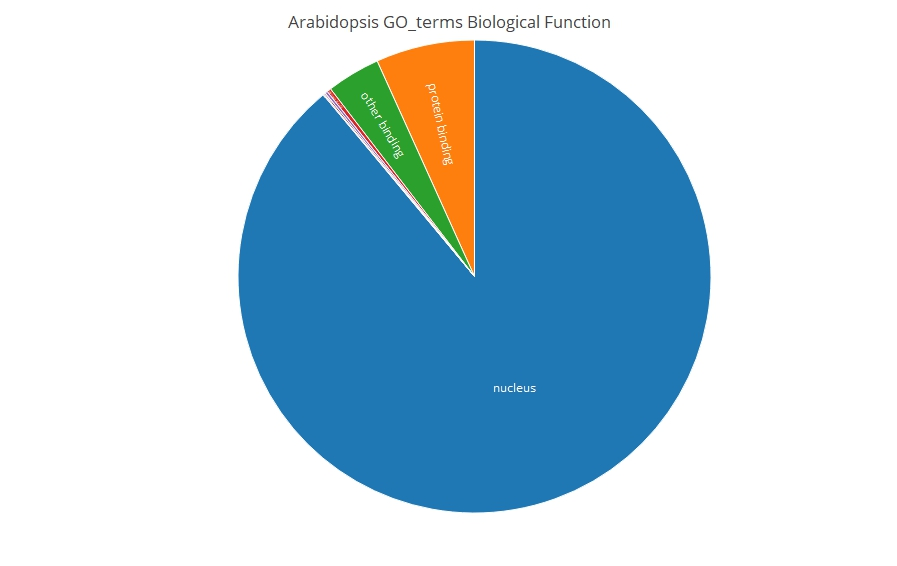 Arabidopsis GO_terms Biological Function
protein binding
other binding
nucleus